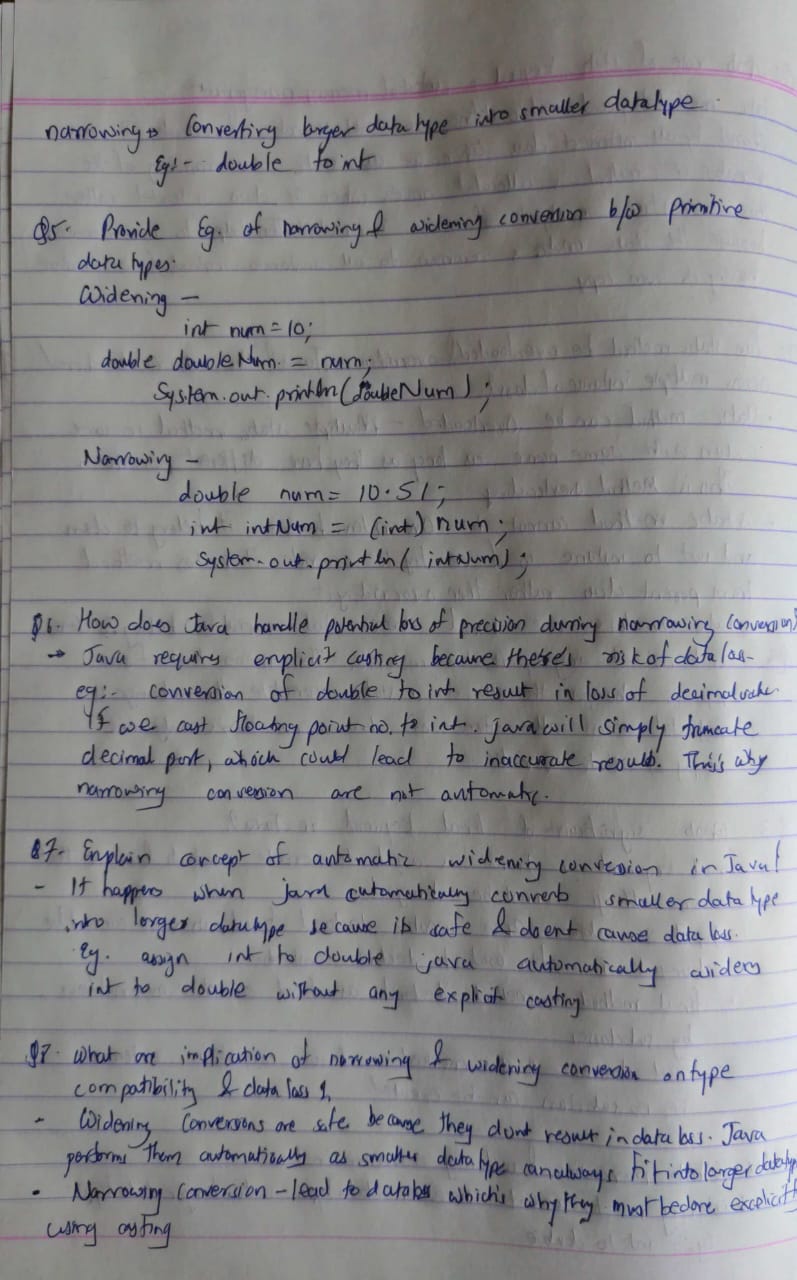 narrowing → Converting larger data type into smaller datatype.
Eg:- double to int
Q5. Provide Eg. of narrowing & widening conversion b/w primitive
data types.
Widening -
int num = 10;
double doubleNum. = num;
System.out.println(doubleNum);
Narrowing -
double num = 10.51;
int intNum = (int) num;
System.out.println( intNum);
Q6. How does Java handle potential loss of precision during narrowing conversion)
→ Java requires explicit casting because there's risk of data loss-
eg:- conversion of double to int result in loss of decimal value.
If we cast floating point no. to int. java will simply truncate
decimal part, which could lead to inaccurate results. This why
narrowing conversion are not automatic.
Q7. Explain concept of automatic widening conversion in Java!
- It happens when java automatically converts smaller data type
into larger datatype because its safe & doent cause data loss.
Eg. assign int to double java automatically widens
int to double without any explicit casting
Q7. What are implication of narrowing & widening conversion on type
compatibility & data loss?
- Widening Conversions are safe because they dont result in data loss. Java
performs them automatically as smaller data type can always fit into larger datatyp
• Narrowing Conversion - lead to data loss which is why they must be done explicitly
using casting